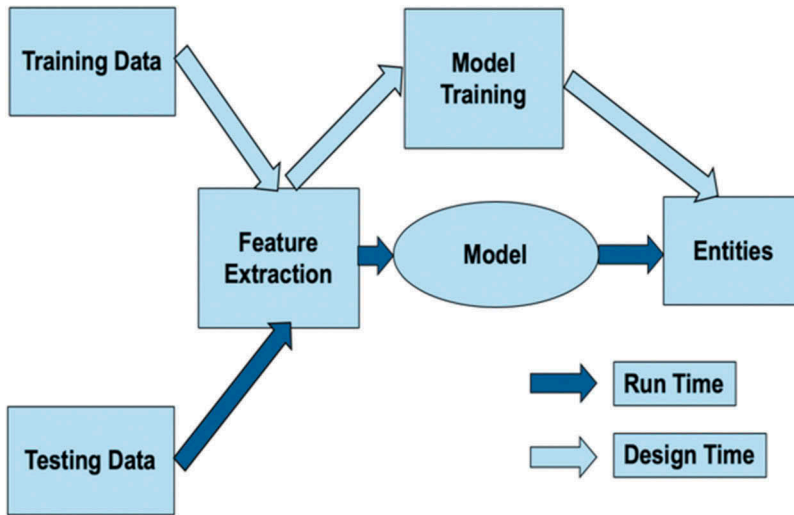 Training Data
Model
Training
Feature
Extraction
Model
Entities
Testing Data
Run Time
Design Time